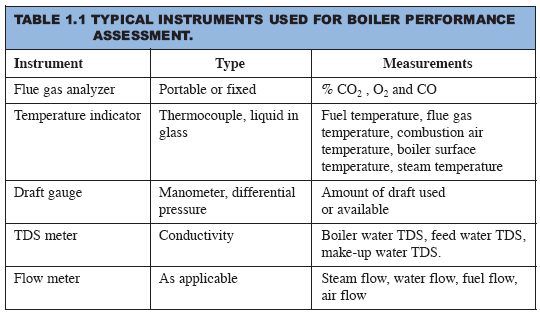 TABLE 1.1 TYPICAL INSTRUMENTS USED FOR BOILER PERFORMANCE
ASSESSMENT.
Instrument Type Measurements
Flue gas analyzer Portable or fixed % CO₂ , O₂ and CO
Temperature indicator Thermocouple, liquid in Fuel temperature, flue gas
glass temperature, combustion air
temperature, boiler surface
temperature, steam temperature
Draft gauge Manometer, differential Amount of draft used
pressure or available
TDS meter Conductivity Boiler water TDS, feed water TDS,
make-up water TDS.
Flow meter As applicable Steam flow, water flow, fuel flow,
air flow